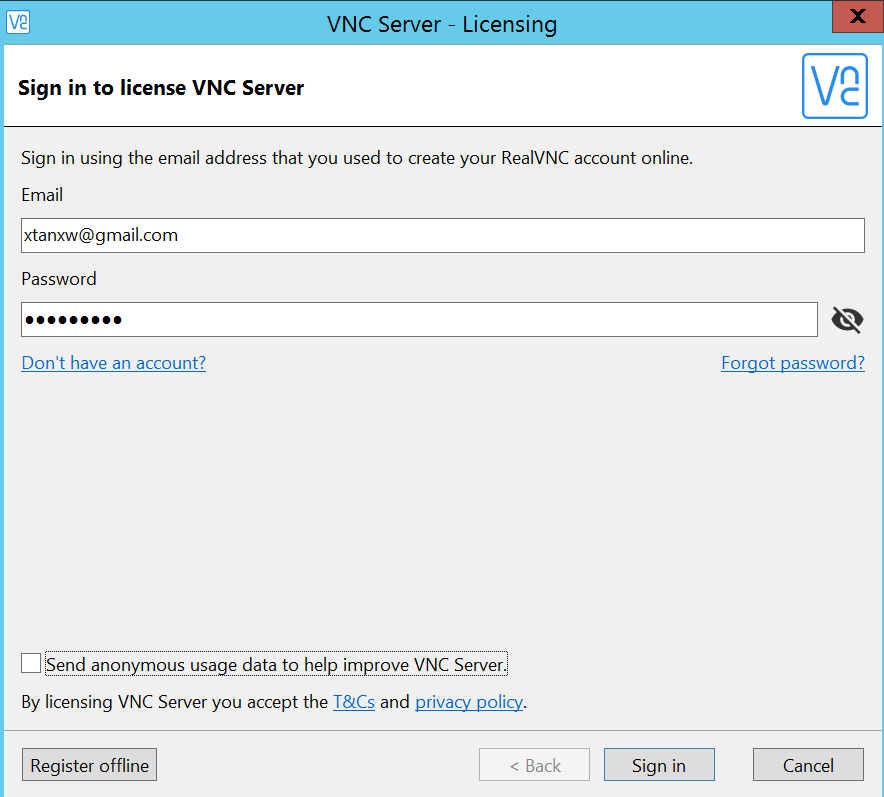 VNC Server - Licensing
Sign in to license VNC Server
Sign in using the email address that you used to create your RealVNC account online.
Email
xtanxw@gmail.com
Password
●●●●●●●●●
Don't have an account? Forgot password?
Send anonymous usage data to help improve VNC Server.
By licensing VNC Server you accept the T&Cs and privacy policy.
Register offline < Back Sign in Cancel